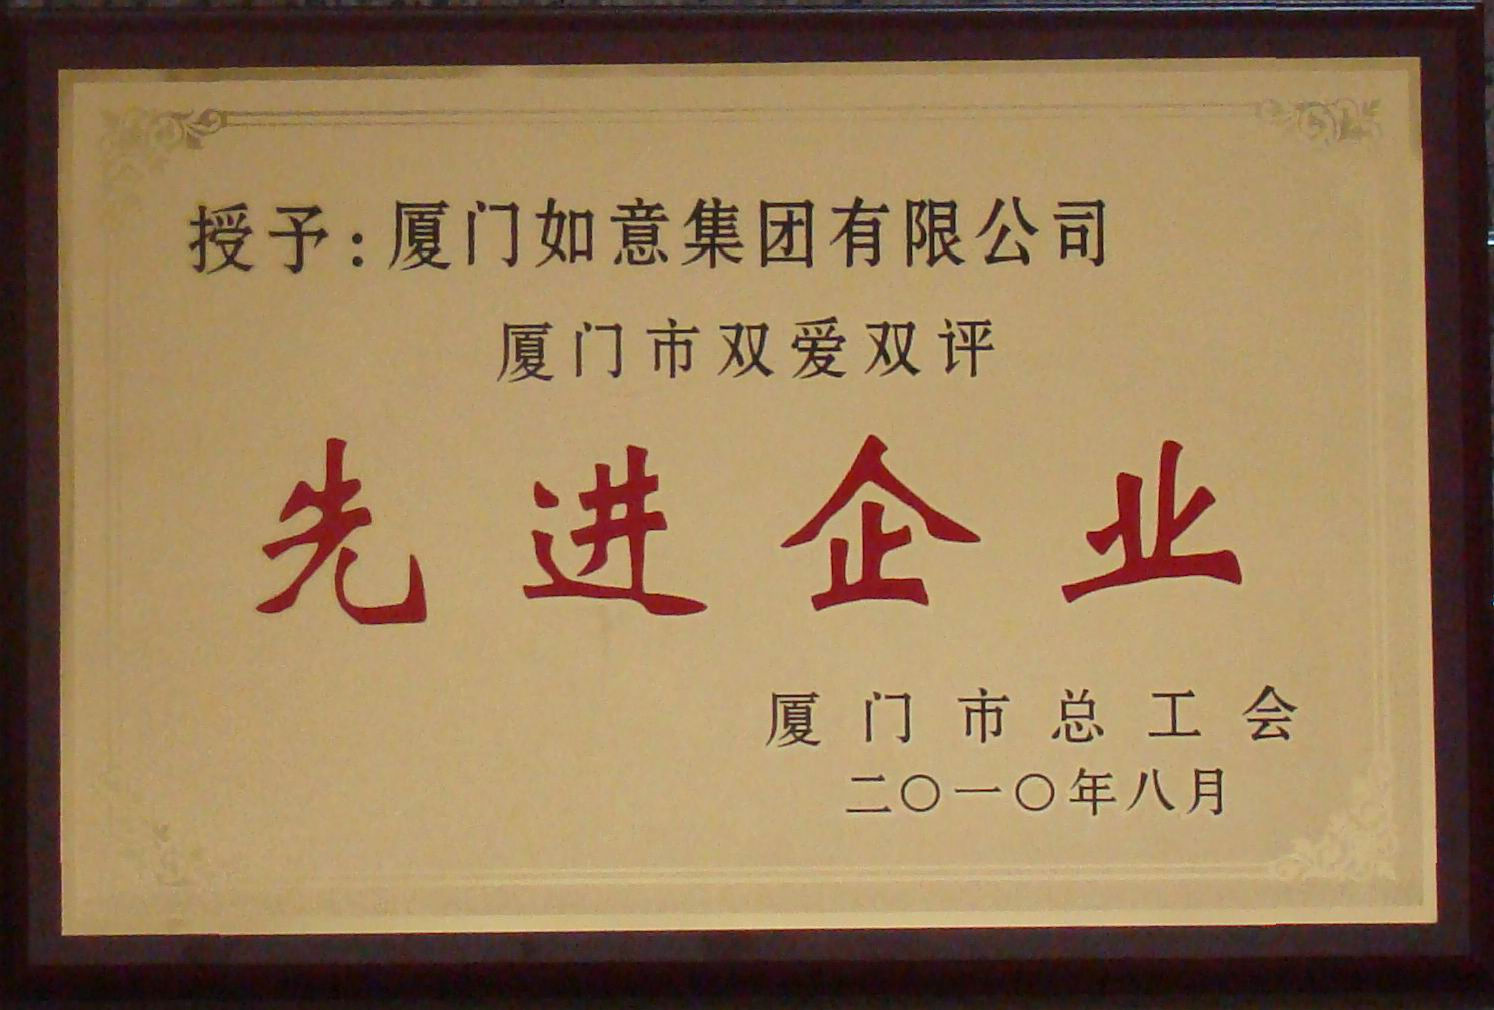 授予:厦门如意集团有限公司
厦门市双爱双评
先进企业
厦门市总工会
二〇一〇年八月